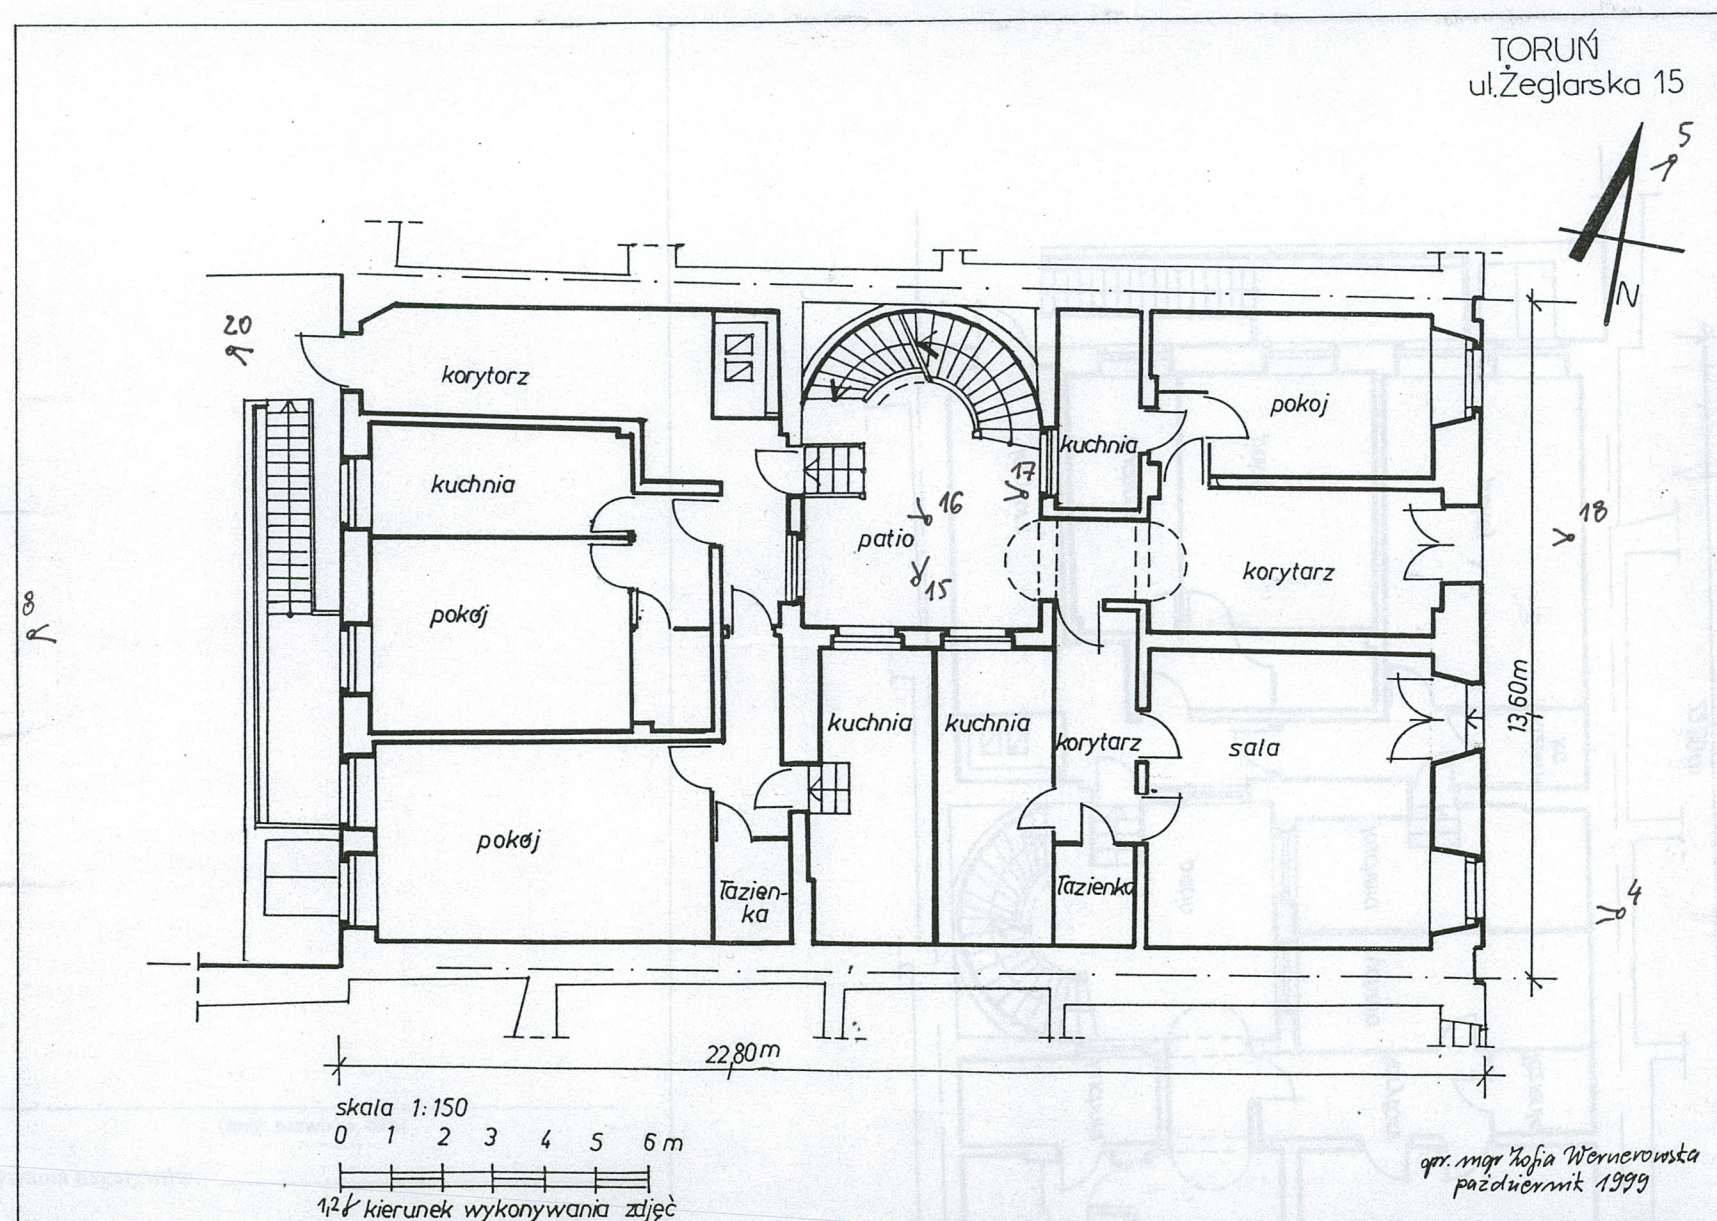 TORUŃ
ul.Żeglarska 15
5
N
20
korytorz
kuchnia
pokój
pokój
Łazien-
ka
kuchnia
kuchnia
patio
16
17
15
kuchnia
pokoj
korytarz
18
korytarz
sala
Łazienka
13,60m
4
8
22,80m
skala 1:150
0 1 2 3 4 5 6 m
1,2 kierunek wykonywania zdjęć
opr. mgr Zofia Wernerowska
październik 1999